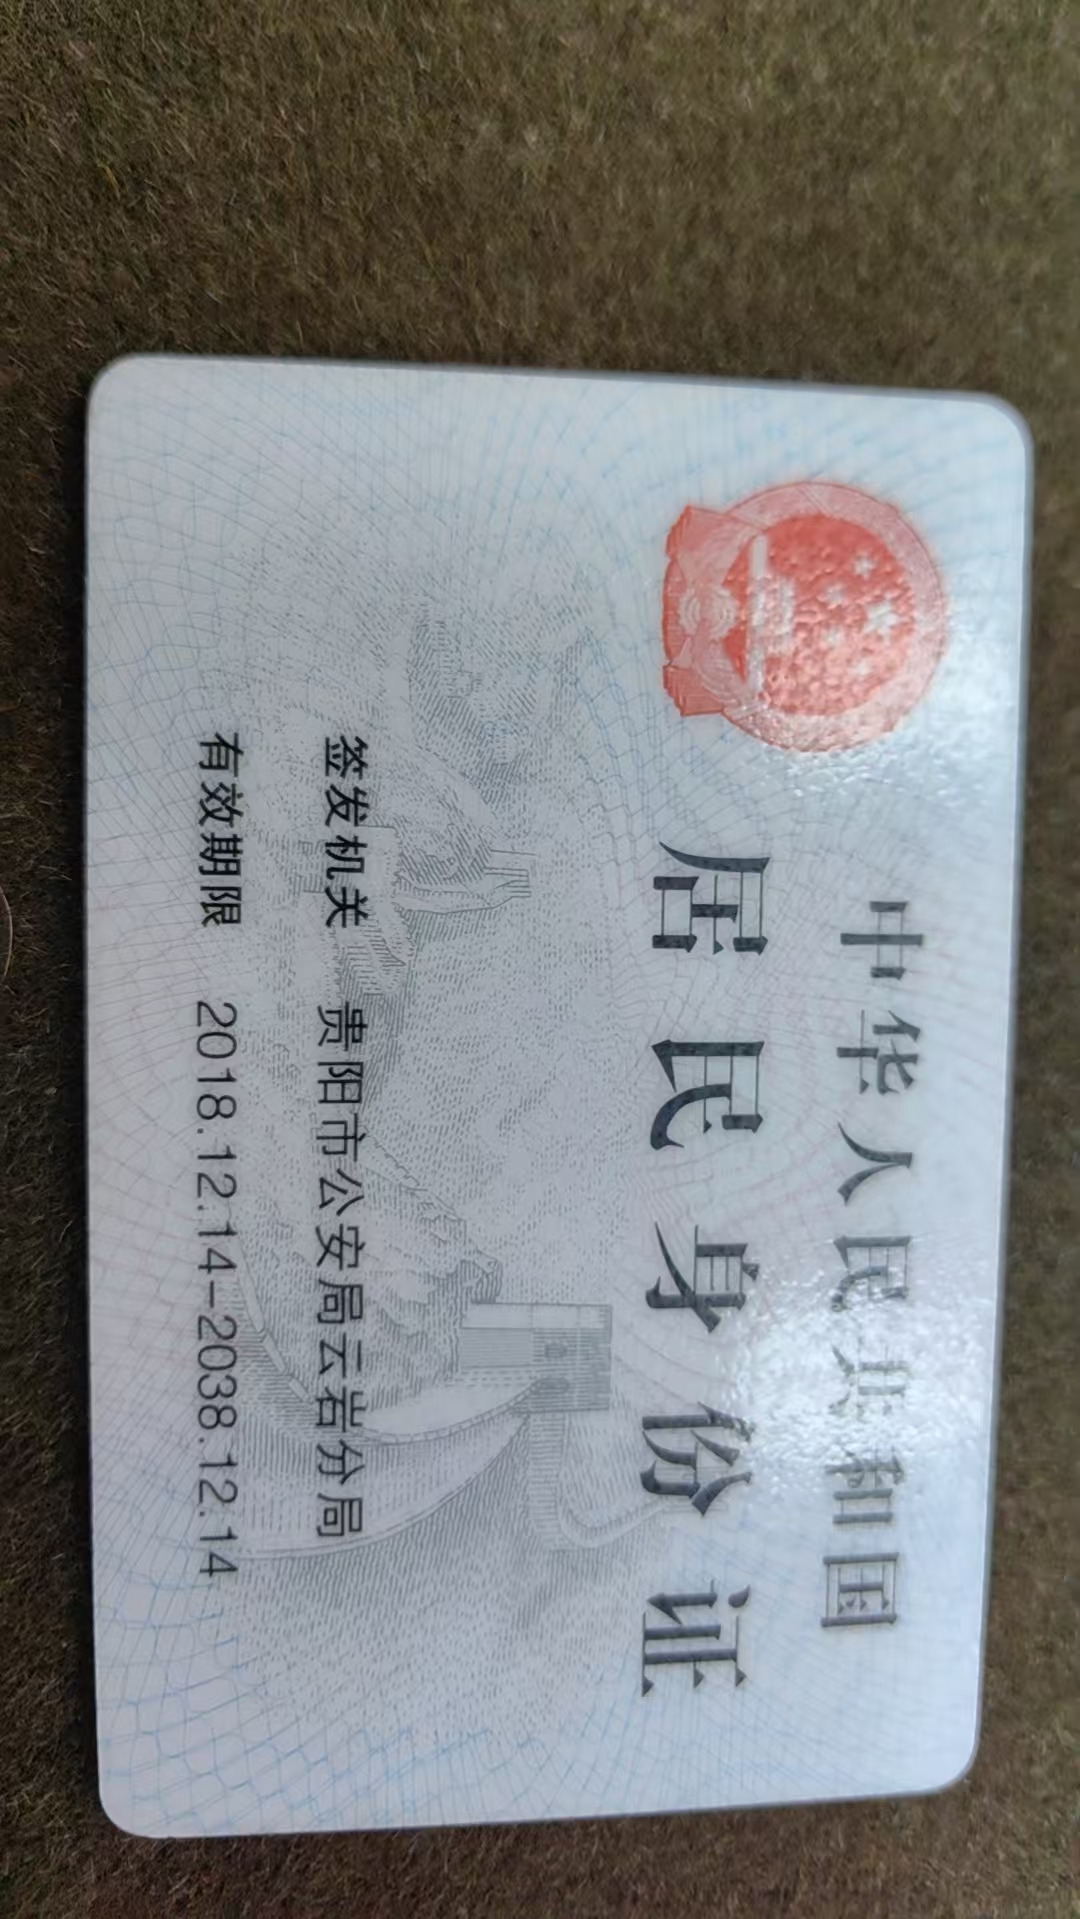 中华人民共和国
居民身份证
签发机关 贵阳市公安局云岩分局
有效期限 2018.12.14-2038.12.14